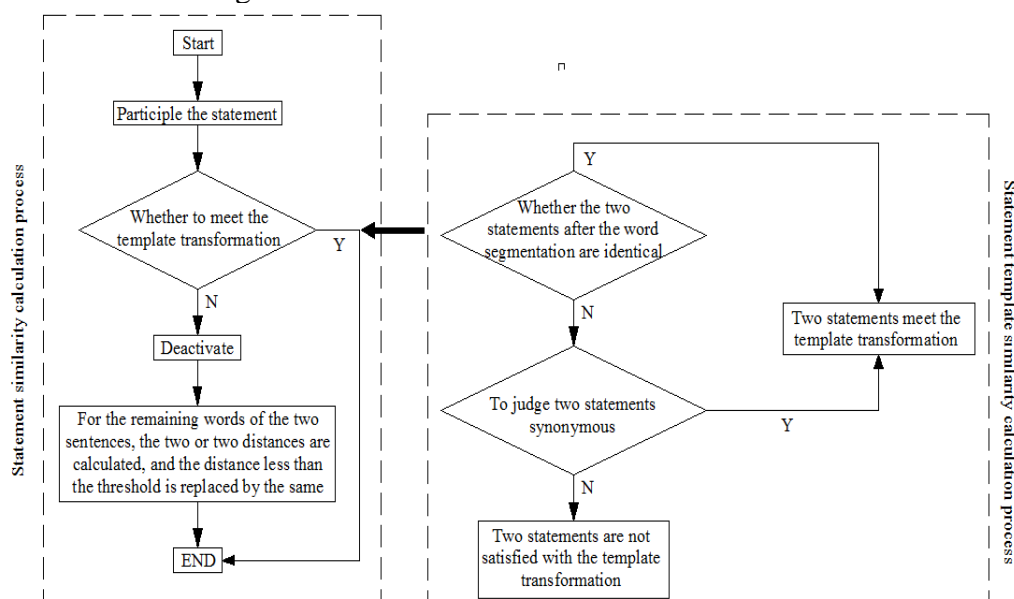 Start
Participle the statement
Whether to meet the
template transformation
Y
N
Deactivate
For the remaining words of the two
sentences, the two or two distances are
calculated, and the distance less than
the threshold is replaced by the same
END
Statement similarity calculation process
Y
Whether the two
statements after the word
segmentation are identical
N
Two statements meet the
template transformation
To judge two statements
synonymous
Y
N
Two statements are not
satisfied with the template
transformation
Statement template similarity calculation process